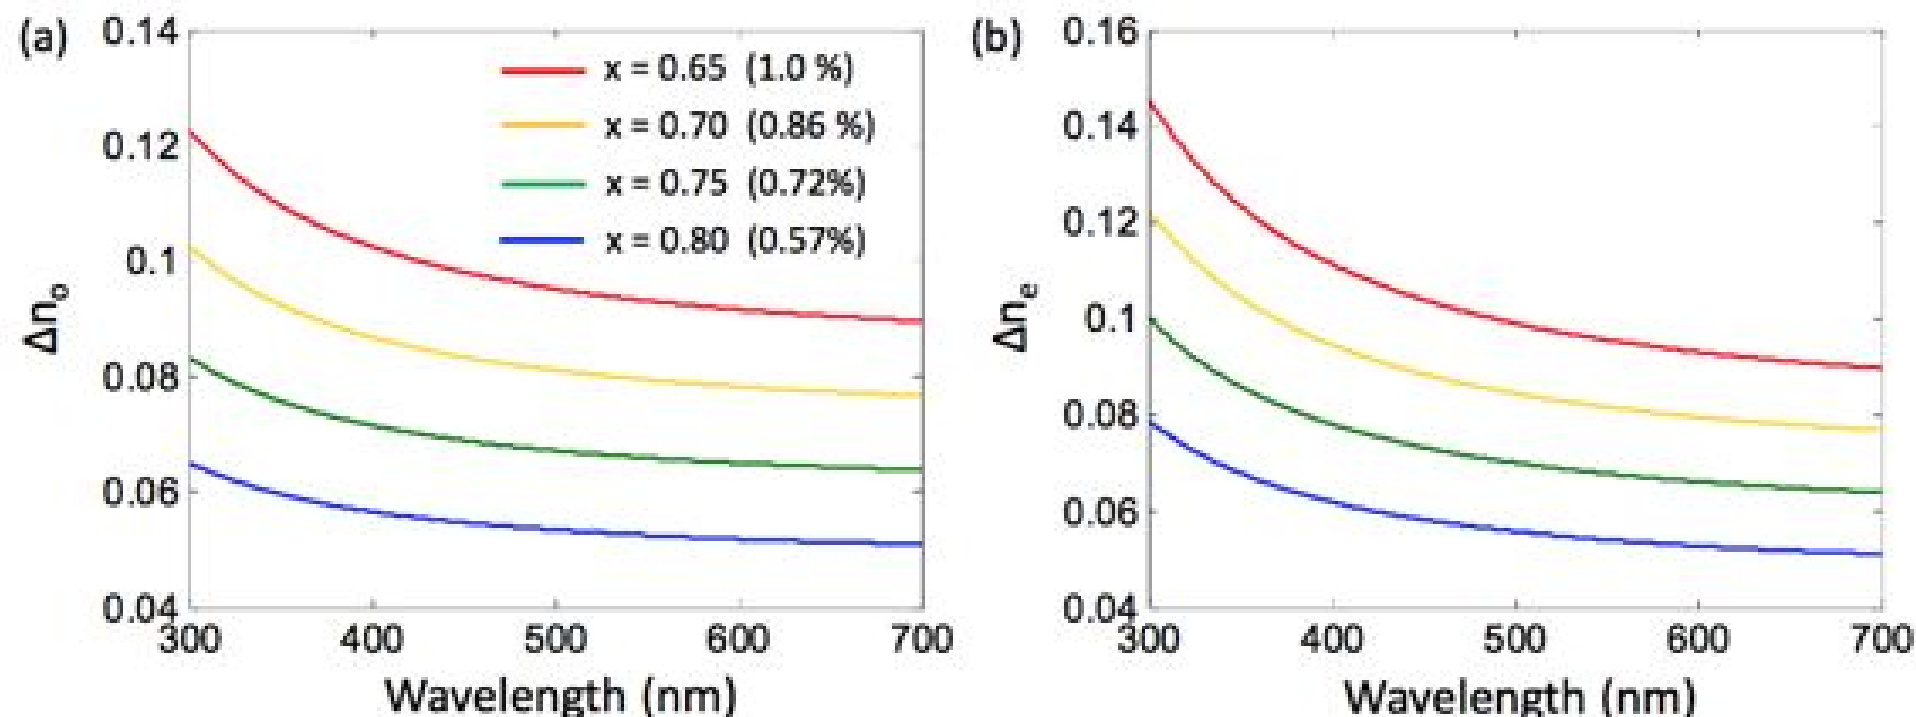 (a)
0.14
0.12
0.1
0.08
0.06
0.04
Δnₒ
x = 0.65 (1.0 %)
x = 0.70 (0.86 %)
x = 0.75 (0.72%)
x = 0.80 (0.57%)
300 400 500 600 700
Wavelength (nm)
(b)
0.16
0.14
0.12
0.1
0.08
0.06
0.04
Δnₑ
300 400 500 600 700
Wavelength (nm)